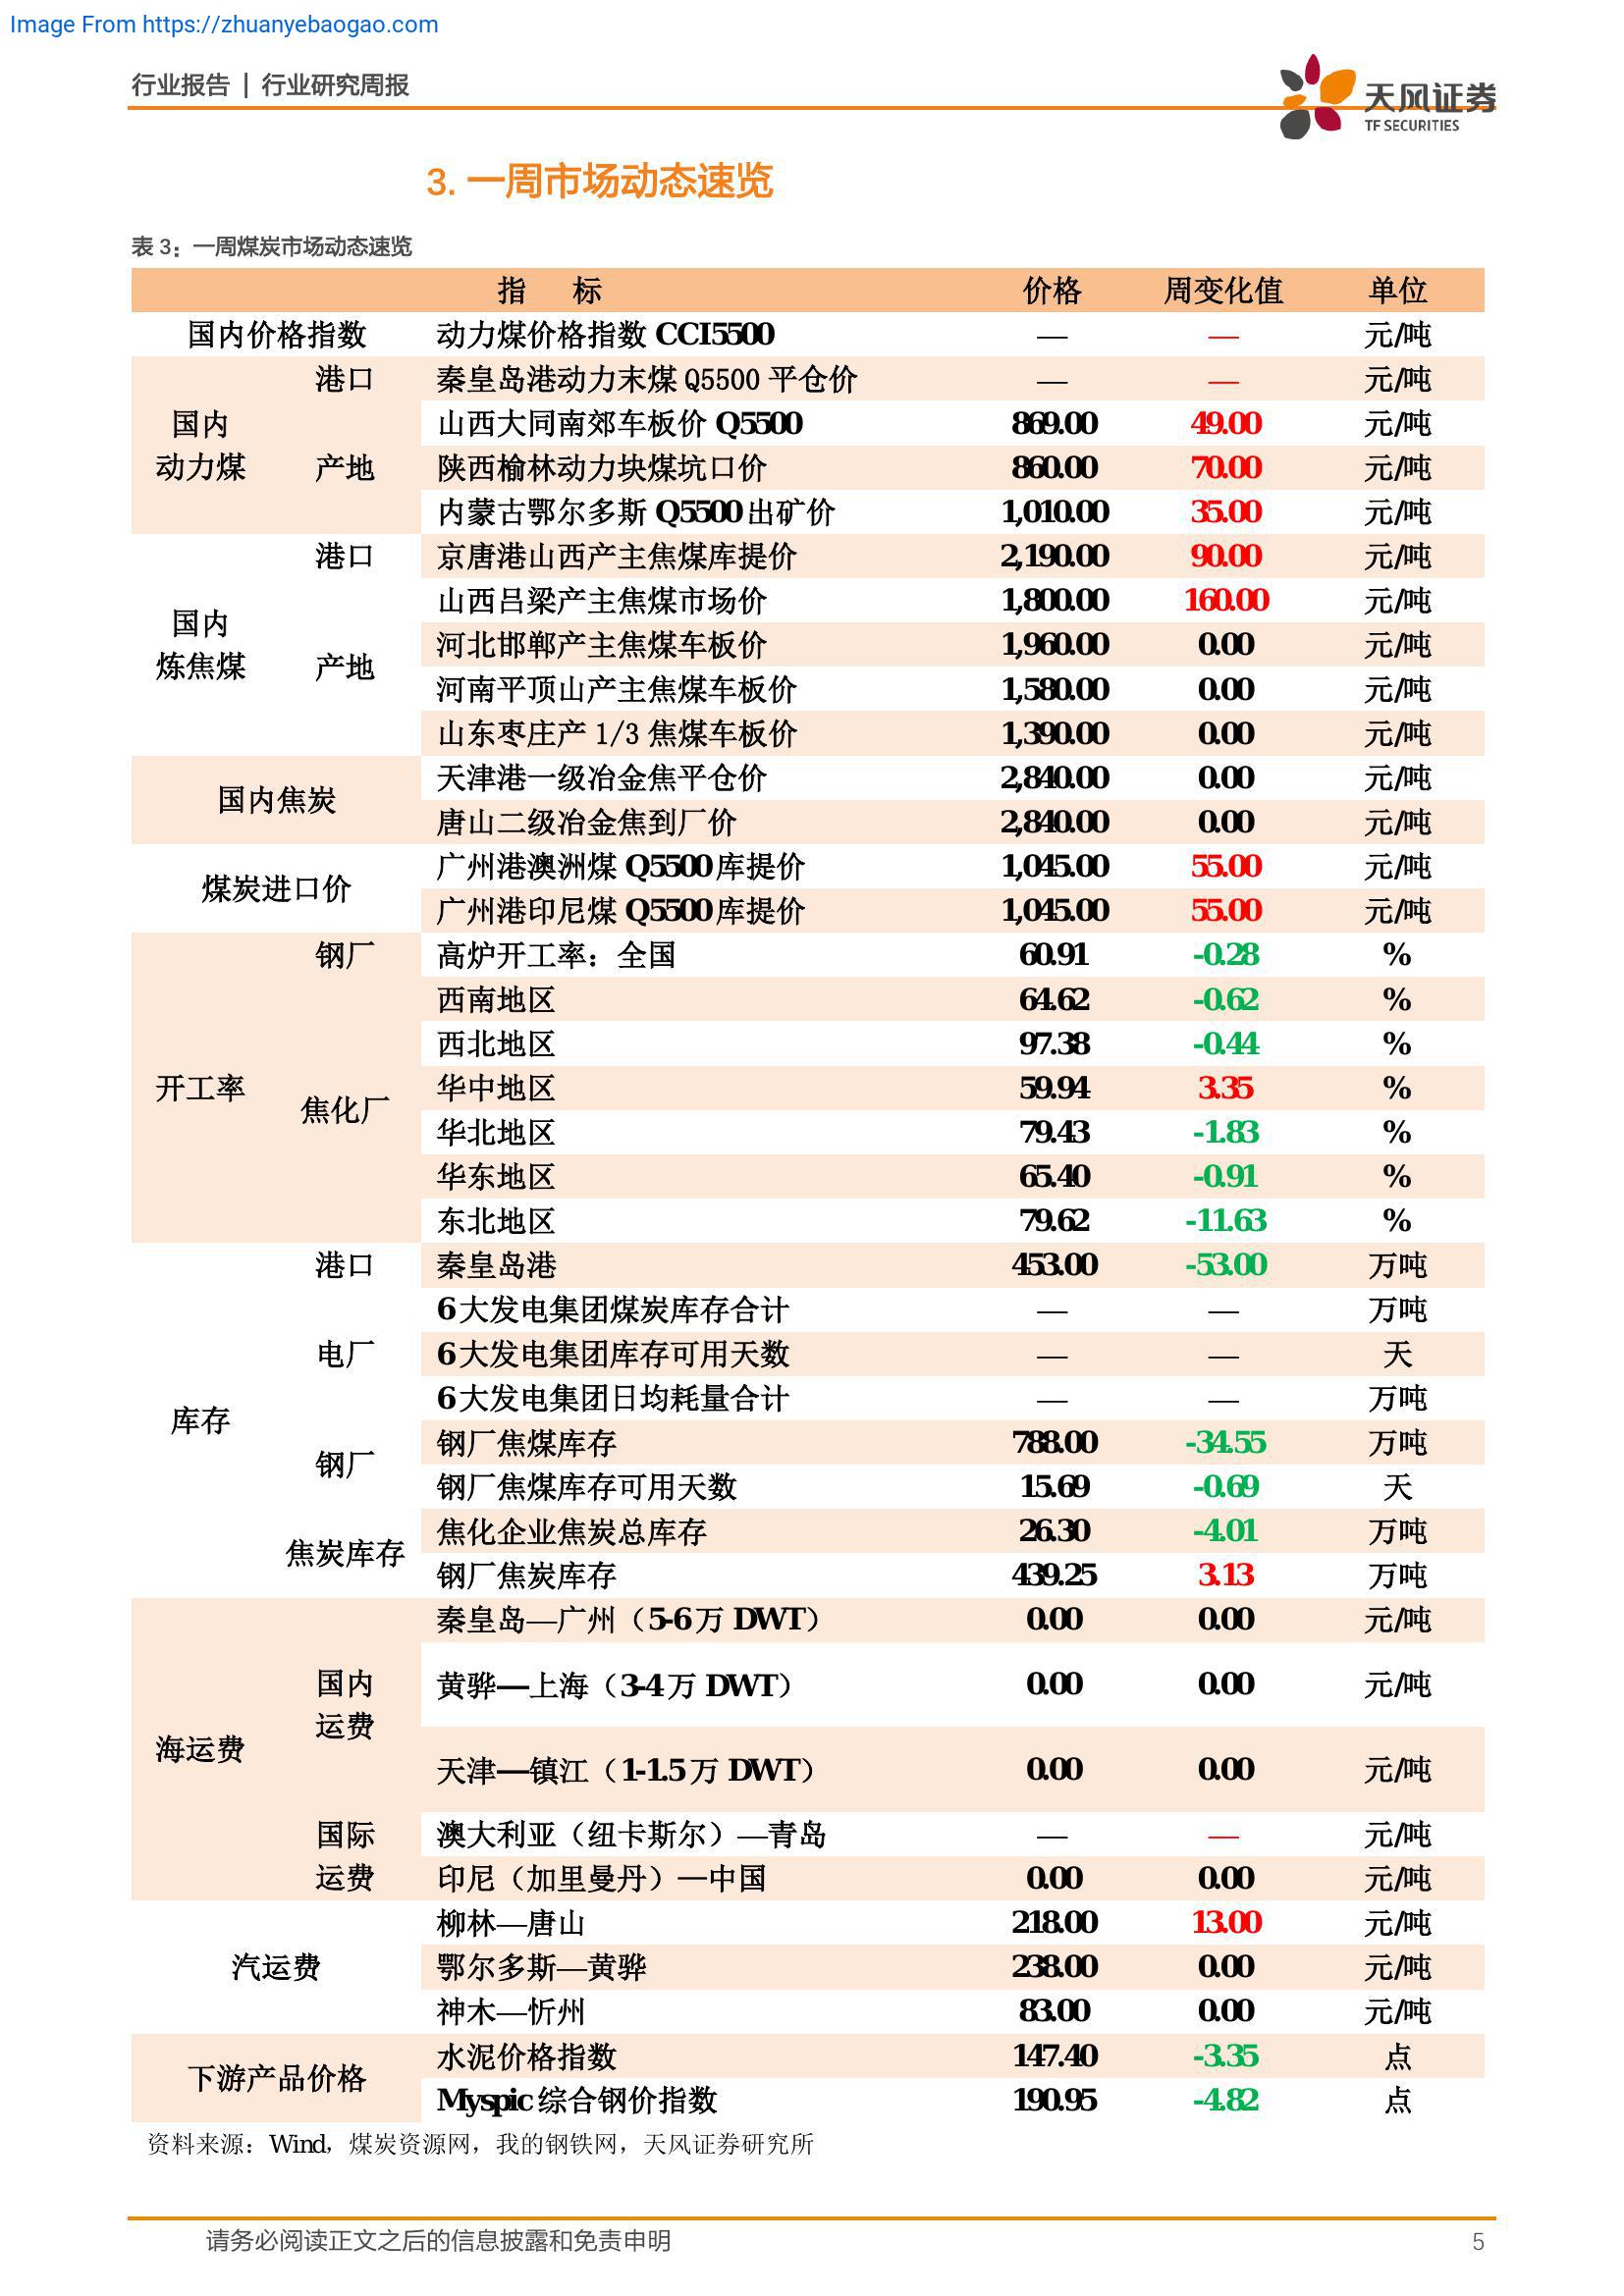 Image From https://zhuanyebaogao.com
行业报告 | 行业研究周报
天风证券
TF SECURITIES
3. 一周市场动态速览
表 3：一周煤炭市场动态速览
指 标 价格 周变化值 单位
国内价格指数 动力煤价格指数 CCI5500 — — 元/吨
港口 秦皇岛港动力末煤 Q5500 平仓价 — — 元/吨
国内 山西大同南郊车板价 Q5500 869.00 49.00 元/吨
动力煤 产地 陕西榆林动力块煤坑口价 860.00 70.00 元/吨
内蒙古鄂尔多斯 Q5500 出矿价 1,010.00 35.00 元/吨
港口 京唐港山西产主焦煤库提价 2,190.00 90.00 元/吨
国内 山西吕梁产主焦煤市场价 1,800.00 160.00 元/吨
炼焦煤 产地 河北邯郸产主焦煤车板价 1,960.00 0.00 元/吨
河南平顶山产主焦煤车板价 1,580.00 0.00 元/吨
山东枣庄产 1/3 焦煤车板价 1,390.00 0.00 元/吨
国内焦炭 天津港一级冶金焦平仓价 2,840.00 0.00 元/吨
唐山二级冶金焦到厂价 2,840.00 0.00 元/吨
煤炭进口价 广州港澳洲煤 Q5500 库提价 1,045.00 55.00 元/吨
广州港印尼煤 Q5500 库提价 1,045.00 55.00 元/吨
钢厂 高炉开工率：全国 60.91 -0.28 %
西南地区 64.62 -0.62 %
西北地区 97.38 -0.44 %
开工率 焦化厂 华中地区 59.94 3.35 %
华北地区 79.43 -1.83 %
华东地区 65.40 -0.91 %
东北地区 79.62 -11.63 %
港口 秦皇岛港 453.00 -53.00 万吨
6 大发电集团煤炭库存合计 — — 万吨
电厂 6 大发电集团库存可用天数 — — 天
6 大发电集团日均耗量合计 — — 万吨
库存 钢厂 钢厂焦煤库存 788.00 -34.55 万吨
钢厂焦煤库存可用天数 15.69 -0.69 天
焦炭库存 焦化企业焦炭总库存 26.30 -4.01 万吨
钢厂焦炭库存 439.25 3.13 万吨
秦皇岛—广州（5-6 万 DWT） 0.00 0.00 元/吨
国内
运费 黄骅—上海（3-4 万 DWT） 0.00 0.00 元/吨
海运费 天津—镇江（1-1.5 万 DWT） 0.00 0.00 元/吨
国际 澳大利亚（纽卡斯尔）—青岛 — — 元/吨
运费 印尼（加里曼丹）—中国 0.00 0.00 元/吨
柳林—唐山 218.00 13.00 元/吨
汽运费 鄂尔多斯—黄骅 238.00 0.00 元/吨
神木—忻州 83.00 0.00 元/吨
下游产品价格 水泥价格指数 147.40 -3.35 点
Myspic 综合钢价指数 190.95 -4.82 点
资料来源：Wind，煤炭资源网，我的钢铁网，天风证券研究所
请务必阅读正文之后的信息披露和免责申明 5